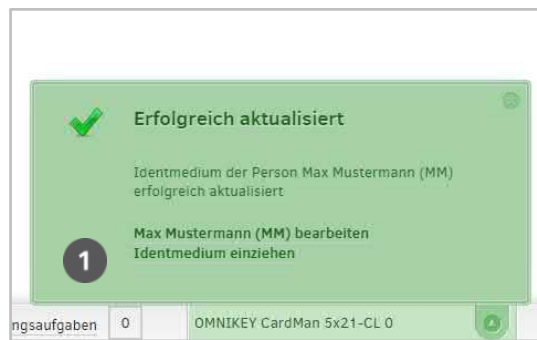 Erfolgreich aktualisiert
Identmedium der Person Max Mustermann (MM)
erfolgreich aktualisiert
Max Mustermann (MM) bearbeiten
Identmedium einziehen
1
ngsaufgaben 0 OMNIKEY CardMan 5x21-CL 0